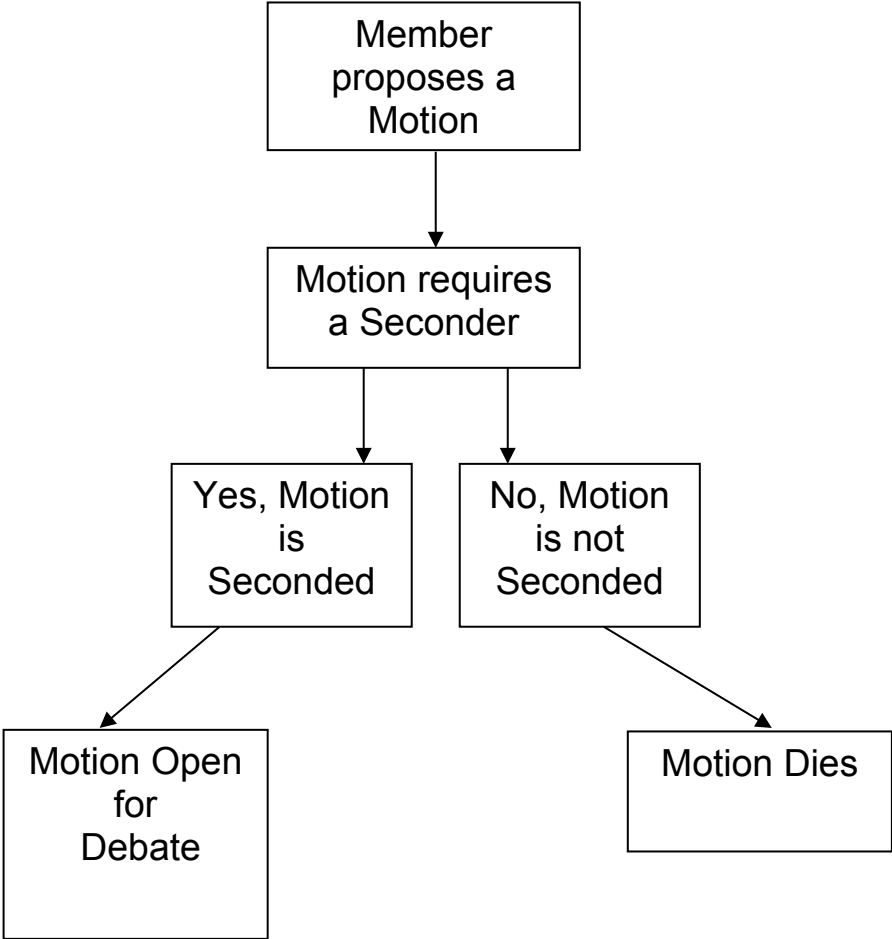 Member
proposes a
Motion
Motion requires
a Seconder
Yes, Motion
is
Seconded
No, Motion
is not
Seconded
Motion Open
for
Debate
Motion Dies